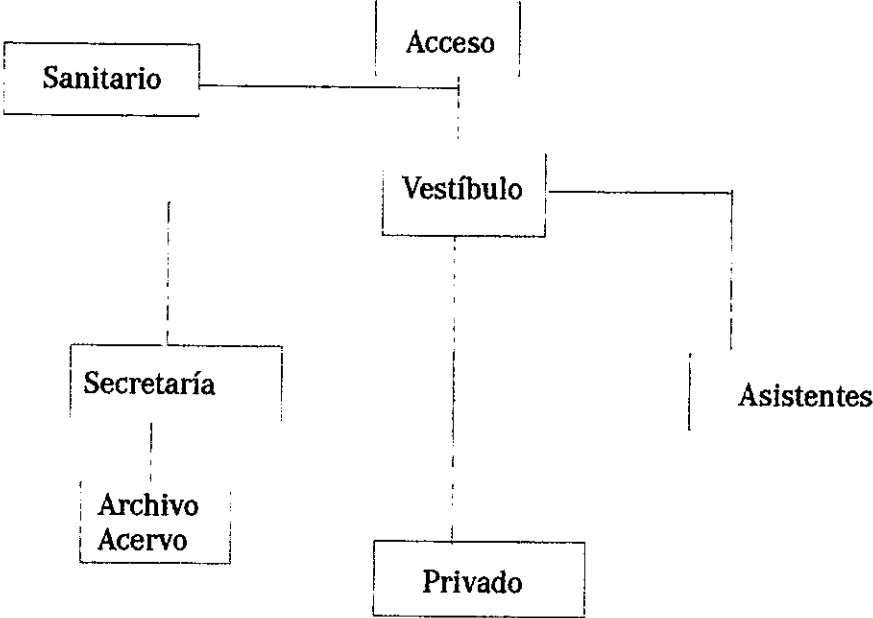 Acceso
Sanitario
Vestíbulo
Secretaría
Asistentes
Archivo
Acervo
Privado